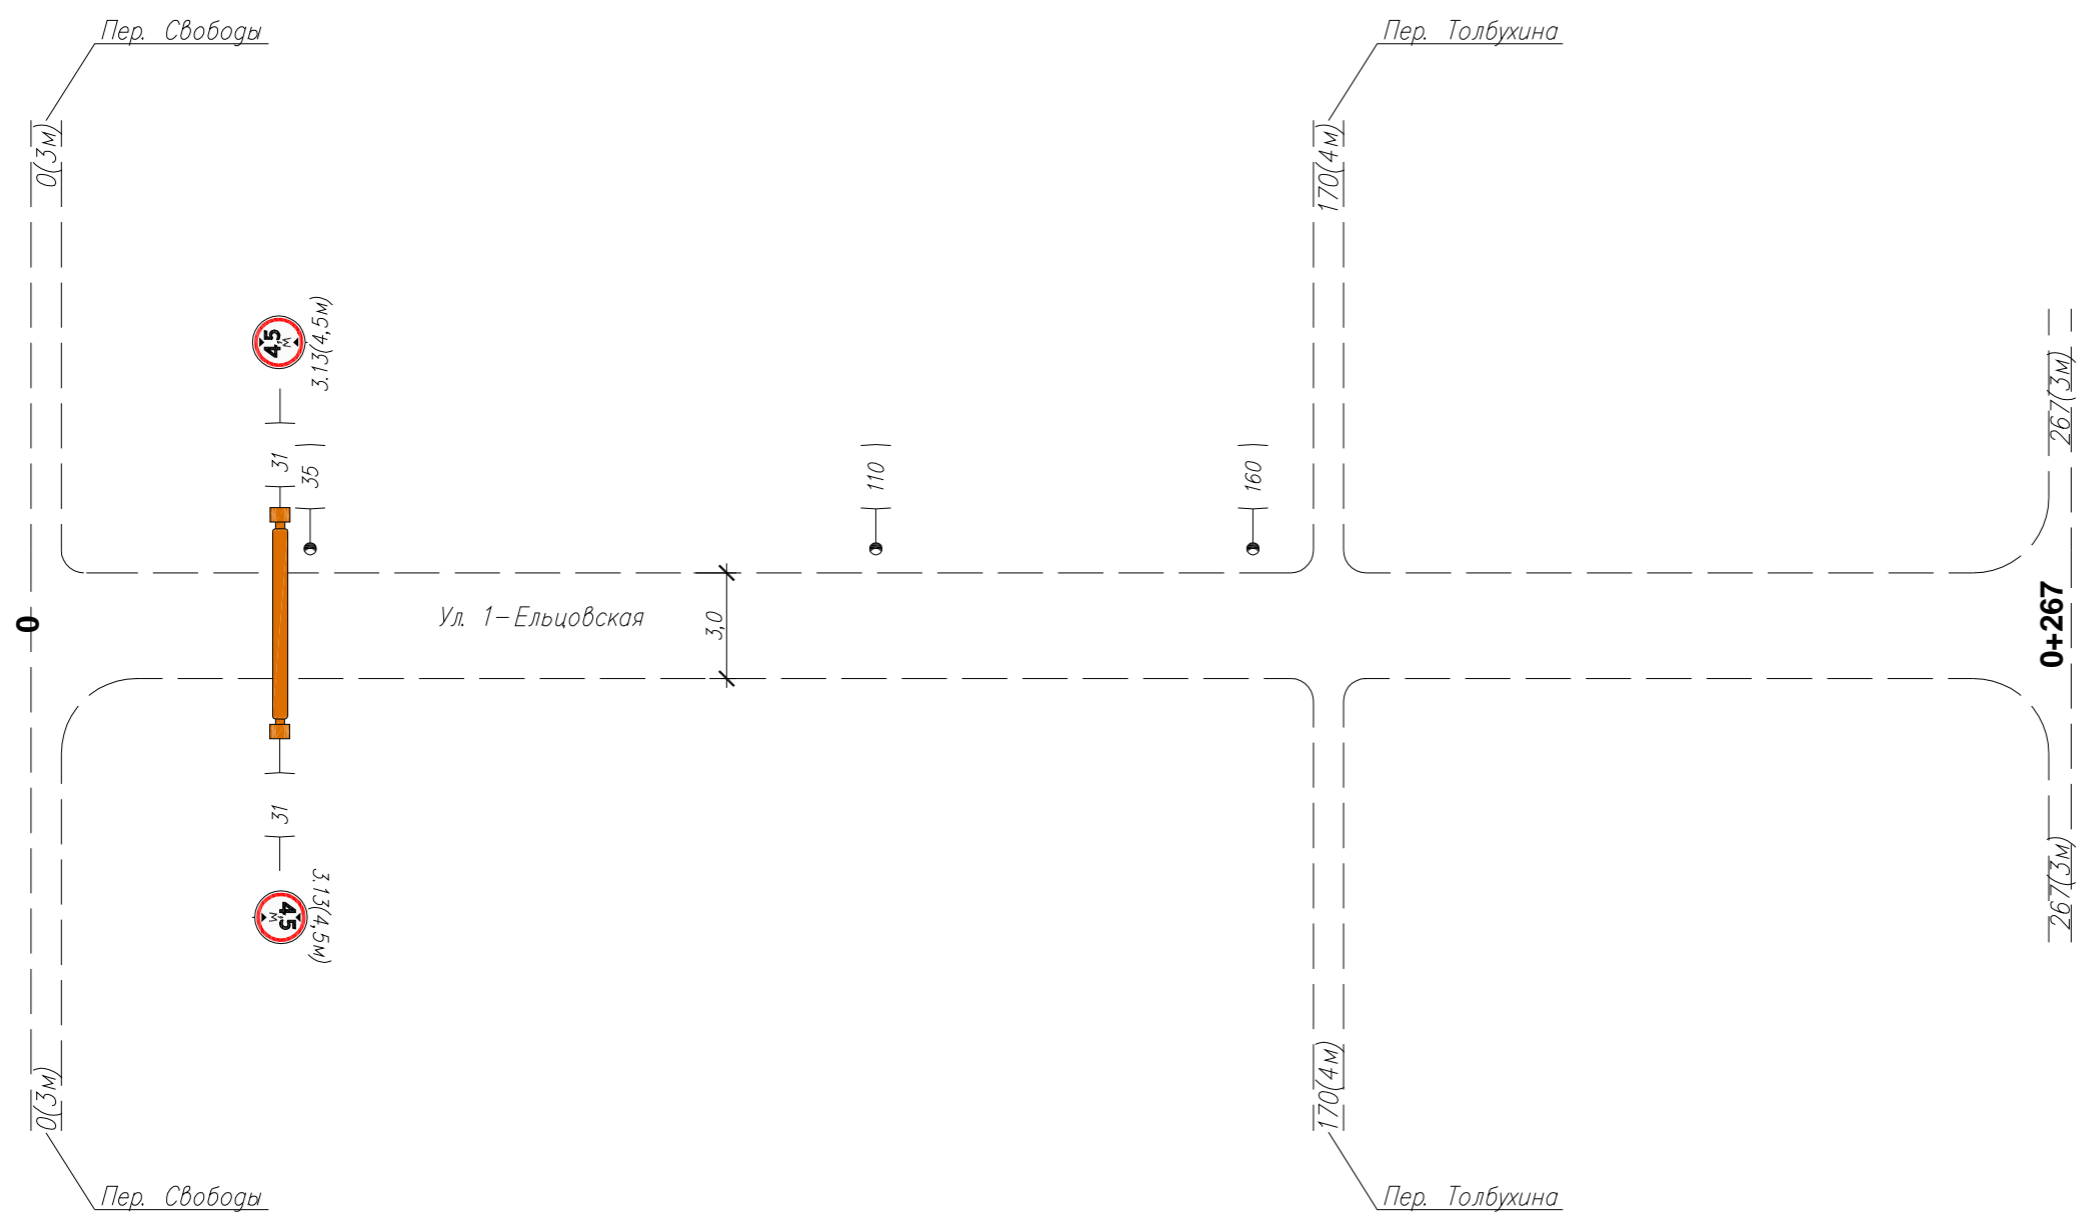 Пер. Свободы
Пер. Толбухина
0(3м)
170(4м)
4,5
м
3.13(4,5м)
267(3м)
31
35
110
160
0
Ул. 1-Ельцовская
3,0
0+267
31
4,5
м
3.13(4,5м)
267(3м)
0(3м)
170(4м)
Пер. Свободы
Пер. Толбухина